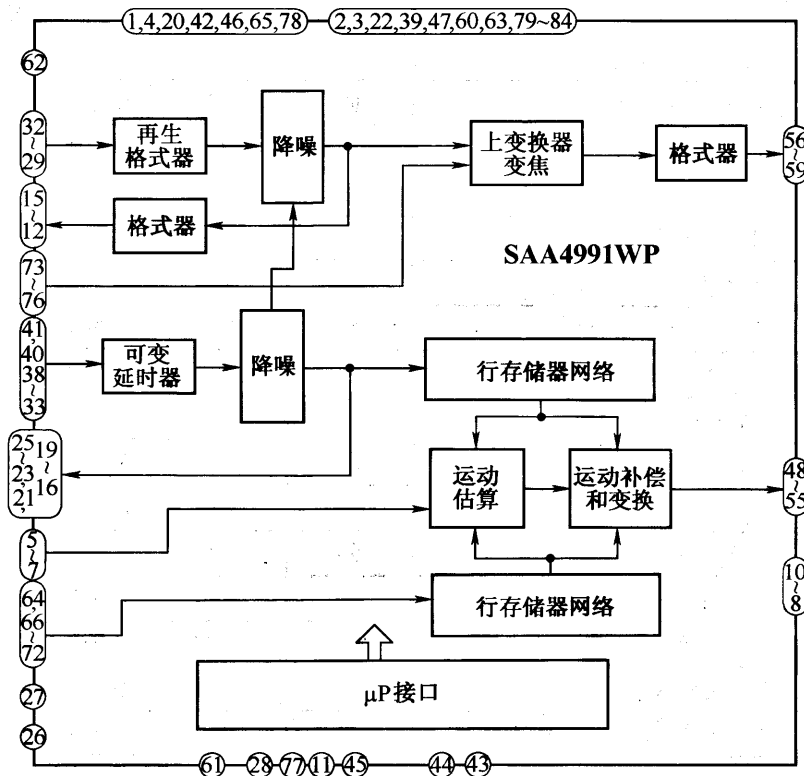 1,4,20,42,46,65,78
2,3,22,39,47,60,63,79~84
62
32
~
29
再生
格式器
降噪
上变换器
变焦
格式器
56
~
59
15
~
12
格式器
SAA4991WP
73
~
76
41,
40
38
~
33
可变
延时器
降噪
行存储器网络
25
~
23,
21,
19
~
16
运动
估算
运动补偿
和变换
48
~
55
5
~
7
10
~
8
64,
66
~
72
行存储器网络
μP接口
27
26
61
28
77
11
45
44
43